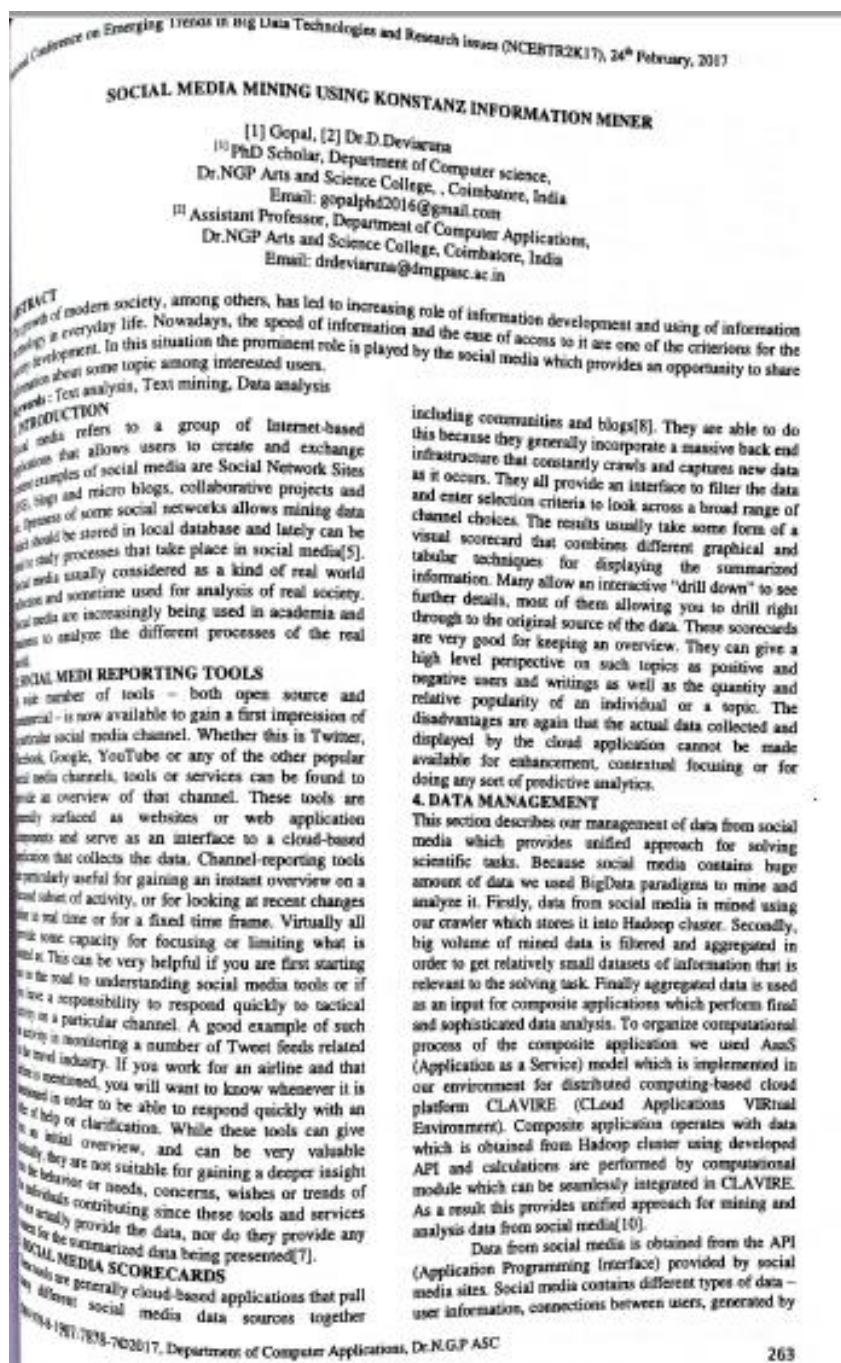 Conference on Emerging Trends in Big Data Technologies and Research issues (NCEBTR2K17), 24th February, 2017
SOCIAL MEDIA MINING USING KONSTANZ INFORMATION MINER
[1] Gopal, [2] Dr.D.Deviaruna
[1] PhD Scholar, Department of Computer science,
Dr.NGP Arts and Science College, , Coimbatore, India
Email: gopalphd2016@gmail.com
[2] Assistant Professor, Department of Computer Applications,
Dr.NGP Arts and Science College, Coimbatore, India
Email: drdeviaruna@drngpasc.ac.in
of modern society, among others, has led to increasing role of information development and using of information
in everyday life. Nowadays, the speed of information and the ease of access to it are one of the criterions for the
development. In this situation the prominent role is played by the social media which provides an opportunity to share
about some topic among interested users.
: Text analysis, Text mining, Data analysis
INTRODUCTION
media refers to a group of Internet-based
that allows users to create and exchange
examples of social media are Social Network Sites
blogs and micro blogs, collaborative projects and
of some social networks allows mining data
should be stored in local database and lately can be
study processes that take place in social media[5].
media usually considered as a kind of real world
and sometime used for analysis of real society.
media are increasingly being used in academia and
to analyze the different processes of the real
MEDI REPORTING TOOLS
number of tools – both open source and
- is now available to gain a first impression of
social media channel. Whether this is Twitter,
Google, YouTube or any of the other popular
media channels, tools or services can be found to
an overview of that channel. These tools are
surfaced as websites or web application
and serve as an interface to a cloud-based
that collects the data. Channel-reporting tools
particularly useful for gaining an instant overview on a
subset of activity, or for looking at recent changes
in real time or for a fixed time frame. Virtually all
some capacity for focusing or limiting what is
at. This can be very helpful if you are first starting
the road to understanding social media tools or if
have a responsibility to respond quickly to tactical
on a particular channel. A good example of such
is monitoring a number of Tweet feeds related
travel industry. If you work for an airline and that
is mentioned, you will want to know whenever it is
in order to be able to respond quickly with an
of help or clarification. While these tools can give
an initial overview, and can be very valuable
they are not suitable for gaining a deeper insight
the behavior or needs, concerns, wishes or trends of
individuals contributing since these tools and services
actually provide the data, nor do they provide any
for the summarized data being presented[7].
SOCIAL MEDIA SCORECARDS
are generally cloud-based applications that pull
different social media data sources together
including communities and blogs[8]. They are able to do
this because they generally incorporate a massive back end
infrastructure that constantly crawls and captures new data
as it occurs. They all provide an interface to filter the data
and enter selection criteria to look across a broad range of
channel choices. The results usually take some form of a
visual scorecard that combines different graphical and
tabular techniques for displaying the summarized
information. Many allow an interactive "drill down" to see
further details, most of them allowing you to drill right
through to the original source of the data. These scorecards
are very good for keeping an overview. They can give a
high level perspective on such topics as positive and
negative users and writings as well as the quantity and
relative popularity of an individual or a topic. The
disadvantages are again that the actual data collected and
displayed by the cloud application cannot be made
available for enhancement, contextual focusing or for
doing any sort of predictive analytics.
4. DATA MANAGEMENT
This section describes our management of data from social
media which provides unified approach for solving
scientific tasks. Because social media contains huge
amount of data we used BigData paradigms to mine and
analyze it. Firstly, data from social media is mined using
our crawler which stores it into Hadoop cluster. Secondly,
big volume of mined data is filtered and aggregated in
order to get relatively small datasets of information that is
relevant to the solving task. Finally aggregated data is used
as an input for composite applications which perform final
and sophisticated data analysis. To organize computational
process of the composite application we used AaaS
(Application as a Service) model which is implemented in
our environment for distributed computing-based cloud
platform CLAVIRE (CLoud Applications VIRtual
Environment). Composite application operates with data
which is obtained from Hadoop cluster using developed
API and calculations are performed by computational
module which can be seamlessly integrated in CLAVIRE.
As a result this provides unified approach for mining and
analysis data from social media[10].
Data from social media is obtained from the API
(Application Programming Interface) provided by social
media sites. Social media contains different types of data –
user information, connections between users, generated by
©2017, Department of Computer Applications, Dr.N.G.P ASC
263